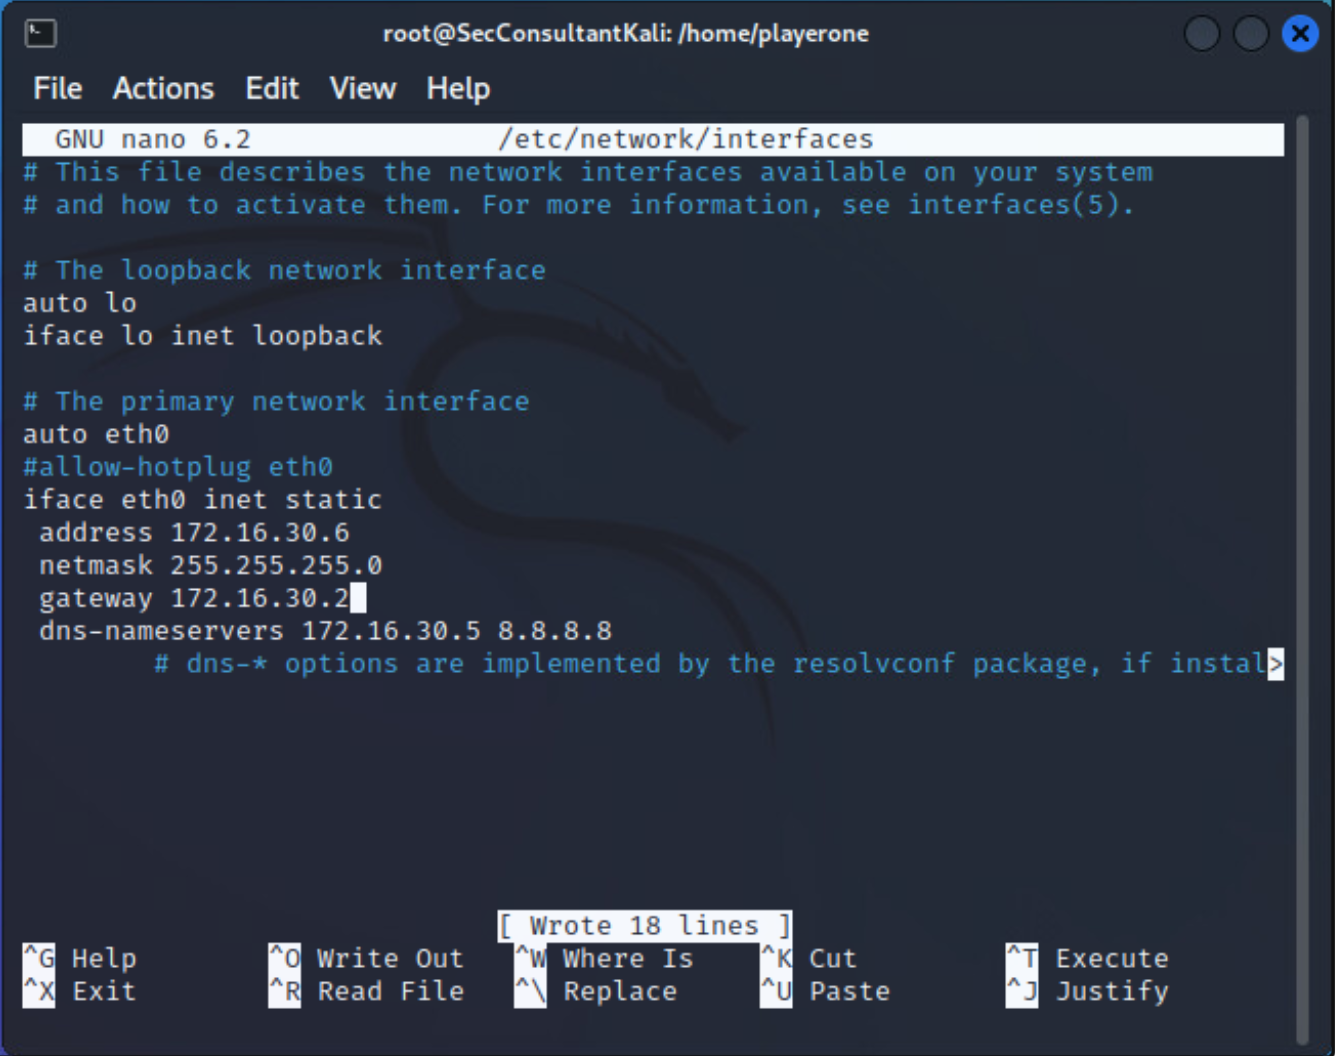 root@SecConsultantKali: /home/playerone
File Actions Edit View Help
GNU nano 6.2 /etc/network/interfaces
# This file describes the network interfaces available on your system
# and how to activate them. For more information, see interfaces(5).
# The loopback network interface
auto lo
iface lo inet loopback
# The primary network interface
auto eth0
#allow-hotplug eth0
iface eth0 inet static
address 172.16.30.6
netmask 255.255.255.0
gateway 172.16.30.2
dns-nameservers 172.16.30.5 8.8.8.8
# dns-* options are implemented by the resolvconf package, if instal>
[ Wrote 18 lines ]
^G Help ^O Write Out ^W Where Is ^K Cut ^T Execute
^X Exit ^R Read File ^\ Replace ^U Paste ^J Justify